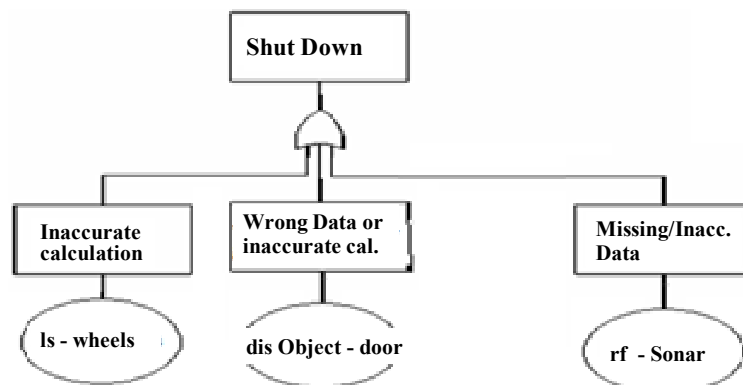 Shut Down
Inaccurate
calculation
Wrong Data or
inaccurate cal.
Missing/Inacc.
Data
ls - wheels
dis Object - door
rf - Sonar